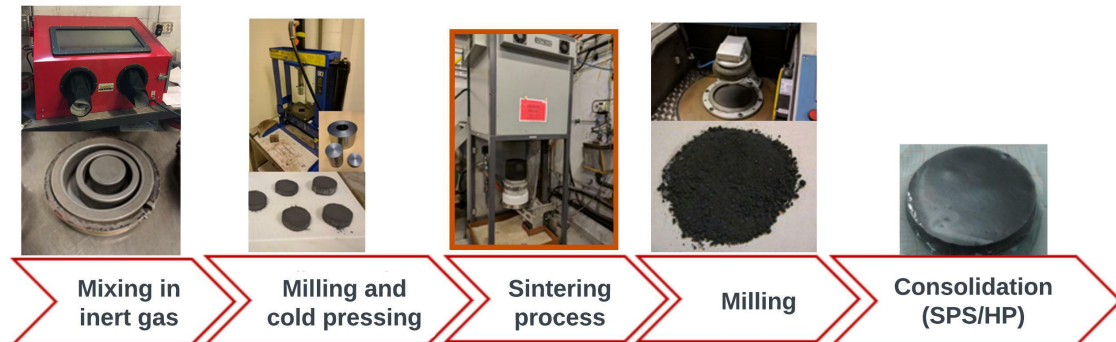 Mixing in
inert gas
Milling and
cold pressing
Sintering
process
Milling
Consolidation
(SPS/HP)